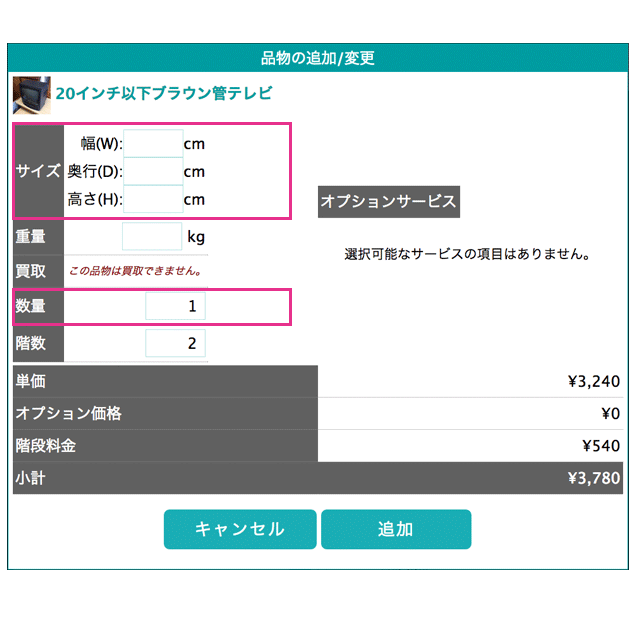 品物の追加/変更
20インチ以下ブラウン管テレビ
サイズ
幅(W): cm
奥行(D): cm
高さ(H): cm
重量 kg
買取 この品物は買取できません。
数量 1
階数 2
オプションサービス
選択可能なサービスの項目はありません。
単価 ¥3,240
オプション価格 ¥0
階段料金 ¥540
小計 ¥3,780
キャンセル 追加